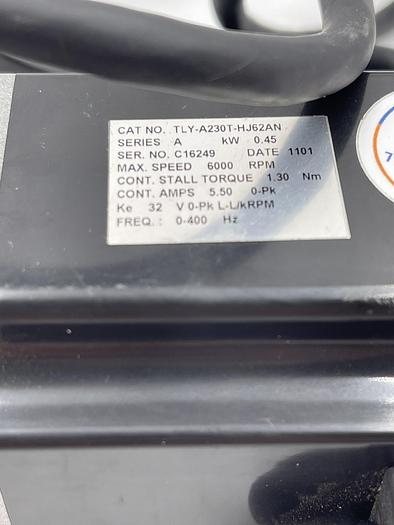 CAT NO. . TLY-A230T-HJ62AN
SERIES A kW 0.45
SER. NO. C16249 DATE 1101
MAX. SPEED 6000 RPM
CONT. STALL TORQUE 1.30 Nm
CONT. AMPS 5.50 0-Pk
Ke 32 V 0-Pk L-L/kRPM
FREQ. : 0-400 Hz
7